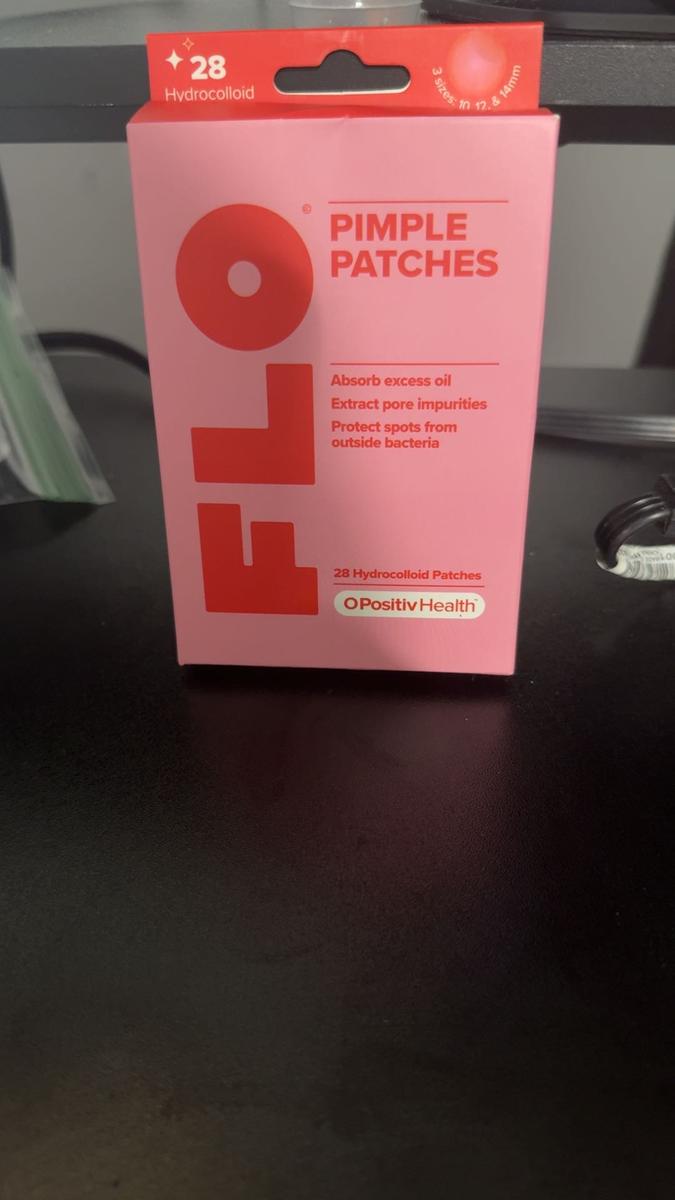 28
Hydrocolloid
3 sizes: 10, 12, & 14mm
FLO
PIMPLE
PATCHES
Absorb excess oil
Extract pore impurities
Protect spots from
outside bacteria
28 Hydrocolloid Patches
OPositivHealth™